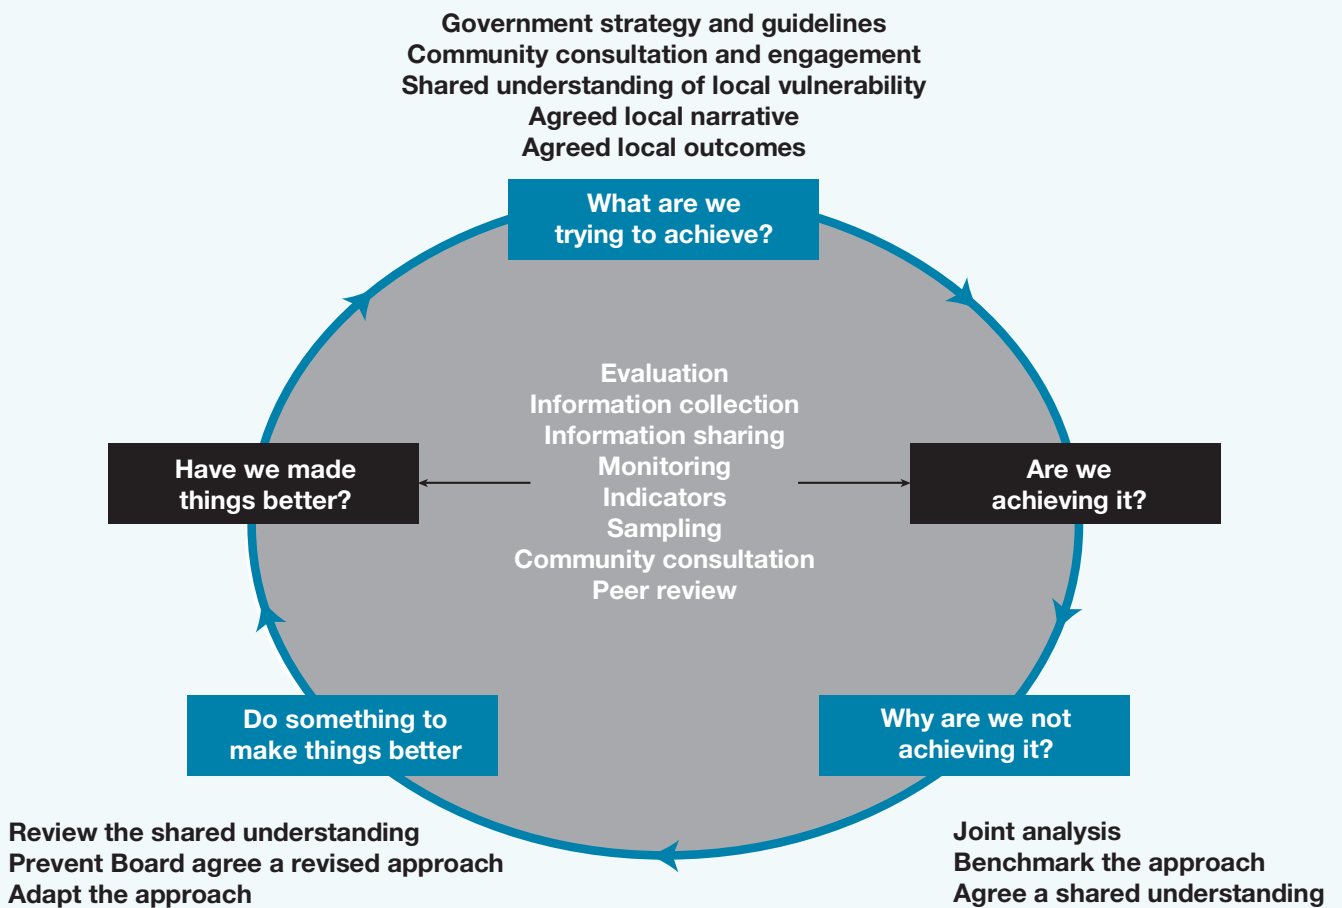 Government strategy and guidelines
Community consultation and engagement
Shared understanding of local vulnerability
Agreed local narrative
Agreed local outcomes
What are we
trying to achieve?
Evaluation
Information collection
Information sharing
Monitoring
Indicators
Sampling
Community consultation
Peer review
Have we made
things better?
Are we
achieving it?
Do something to
make things better
Why are we not
achieving it?
Review the shared understanding
Prevent Board agree a revised approach
Adapt the approach
Joint analysis
Benchmark the approach
Agree a shared understanding